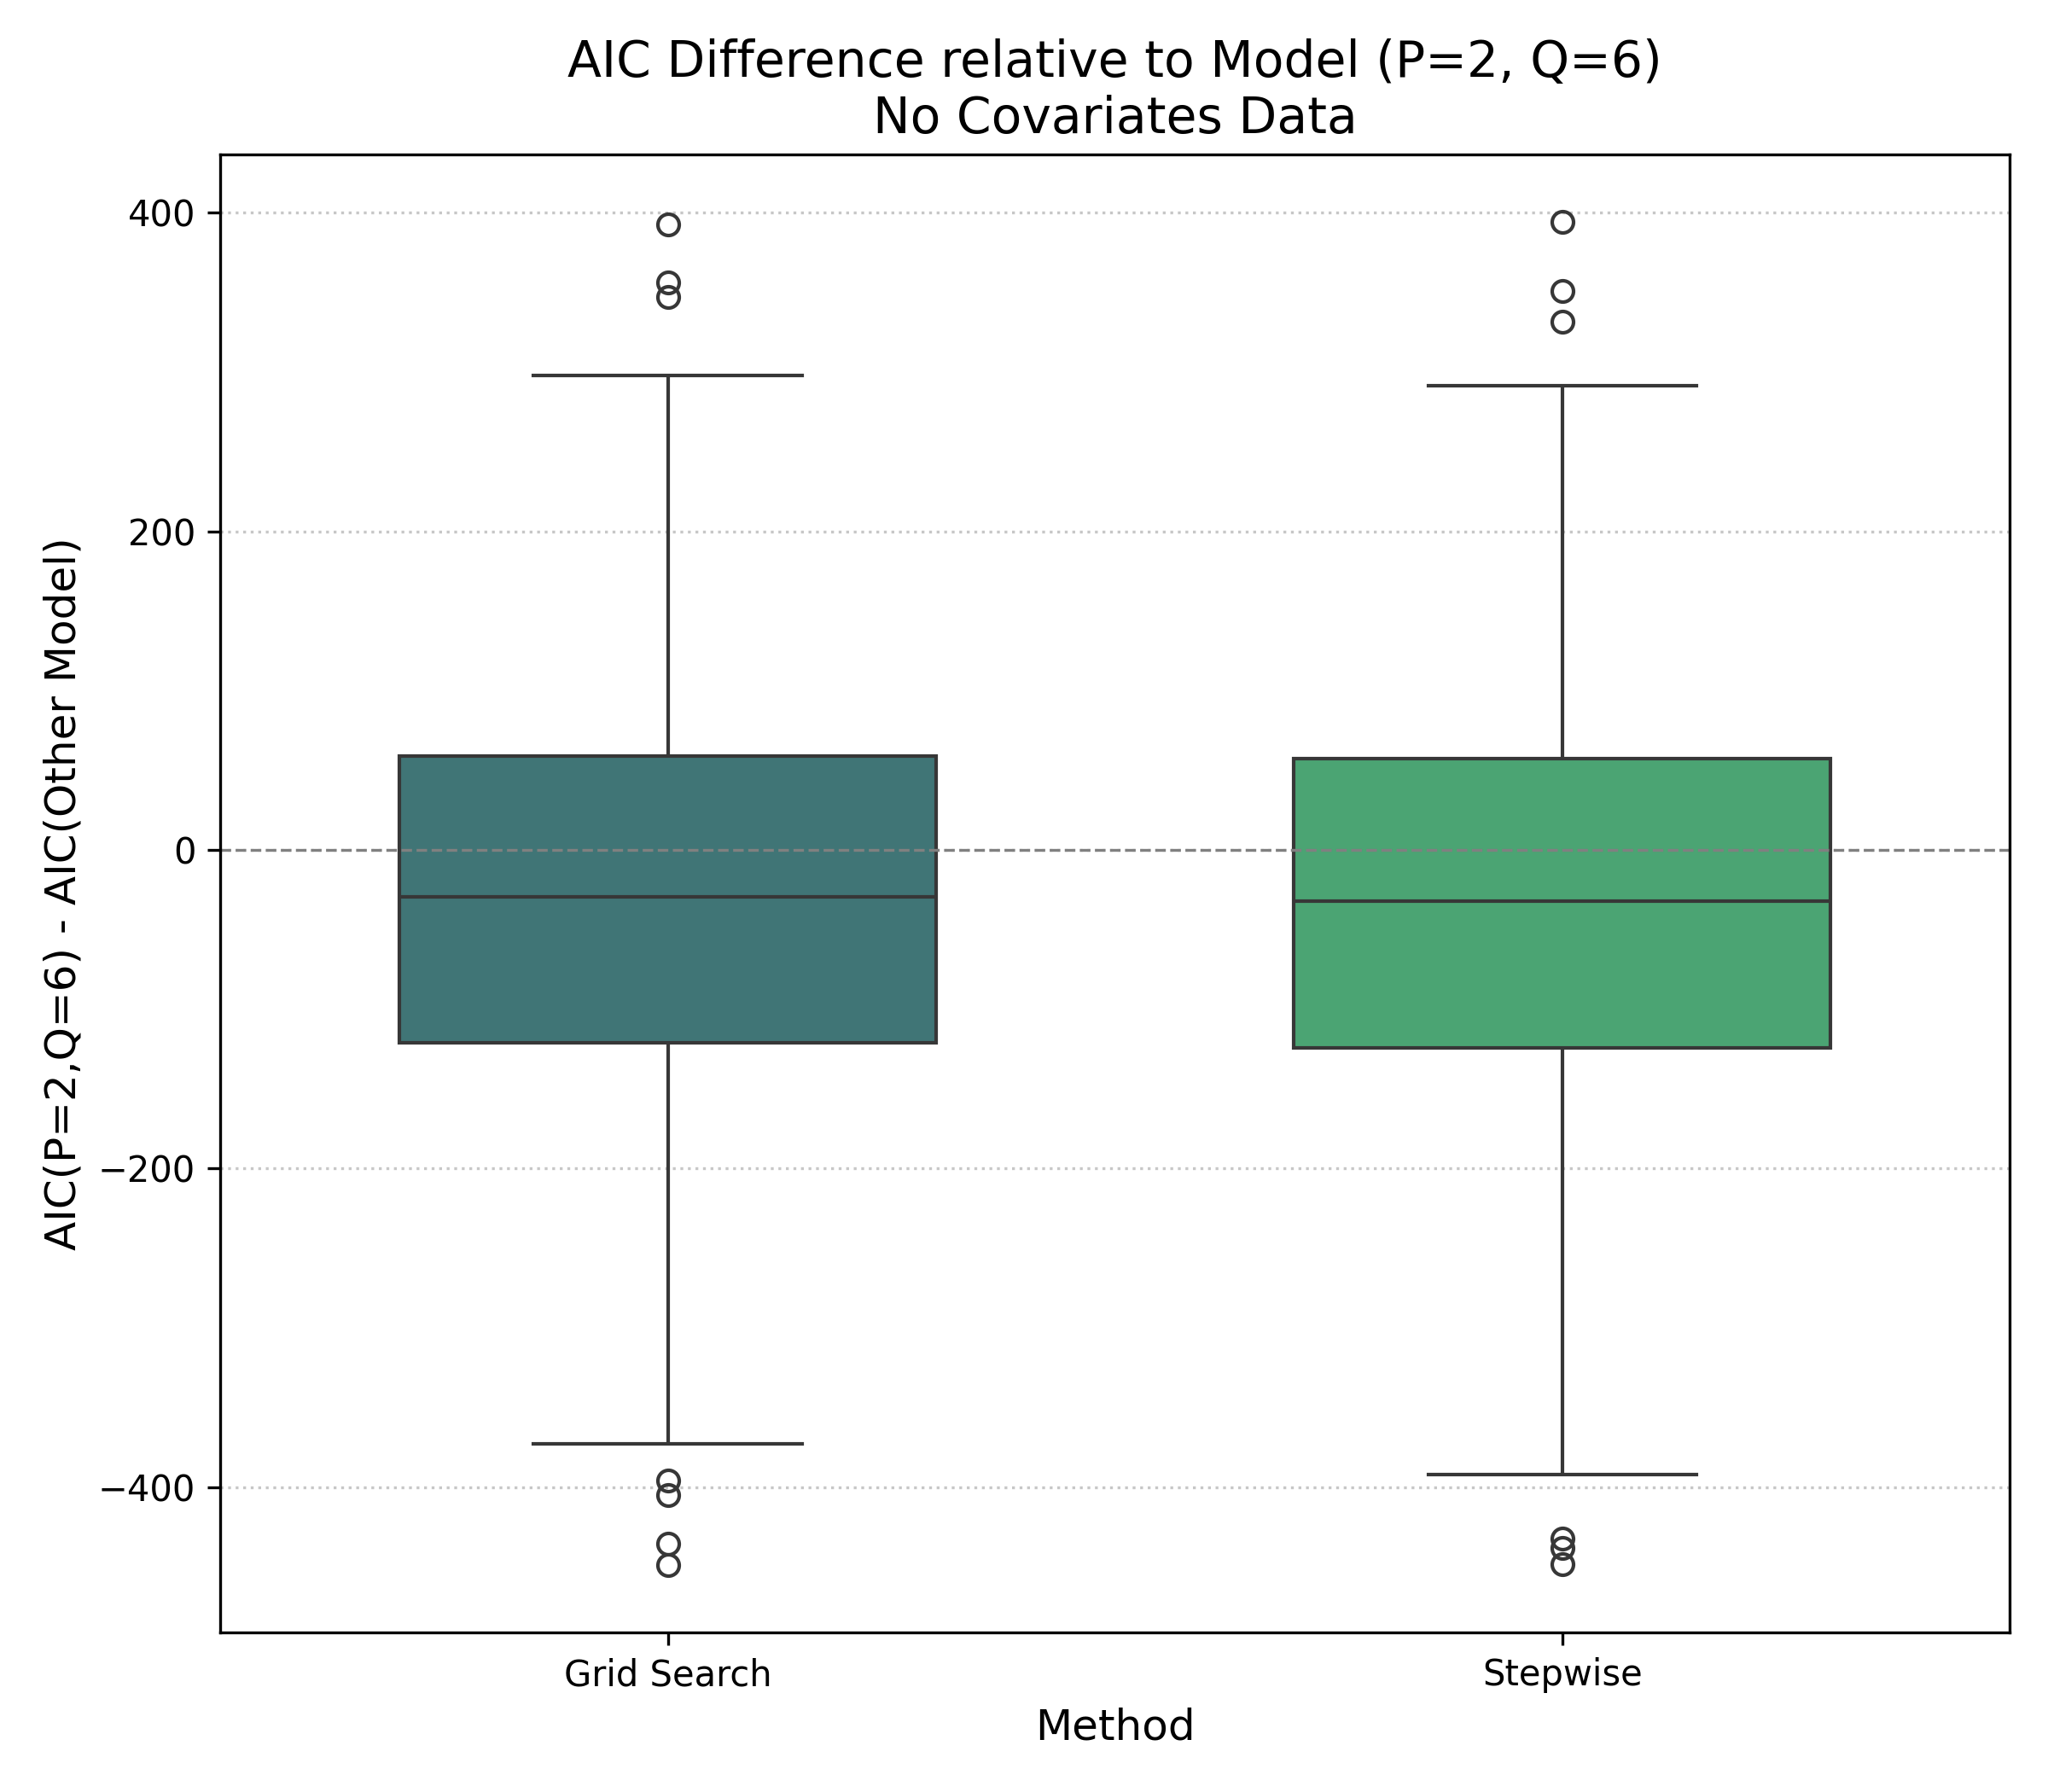 AIC Difference relative to Model (P=2, Q=6)
No Covariates Data
AIC(P=2,Q=6) - AIC(Other Model)
400
200
0
−200
−400
Grid Search
Stepwise
Method